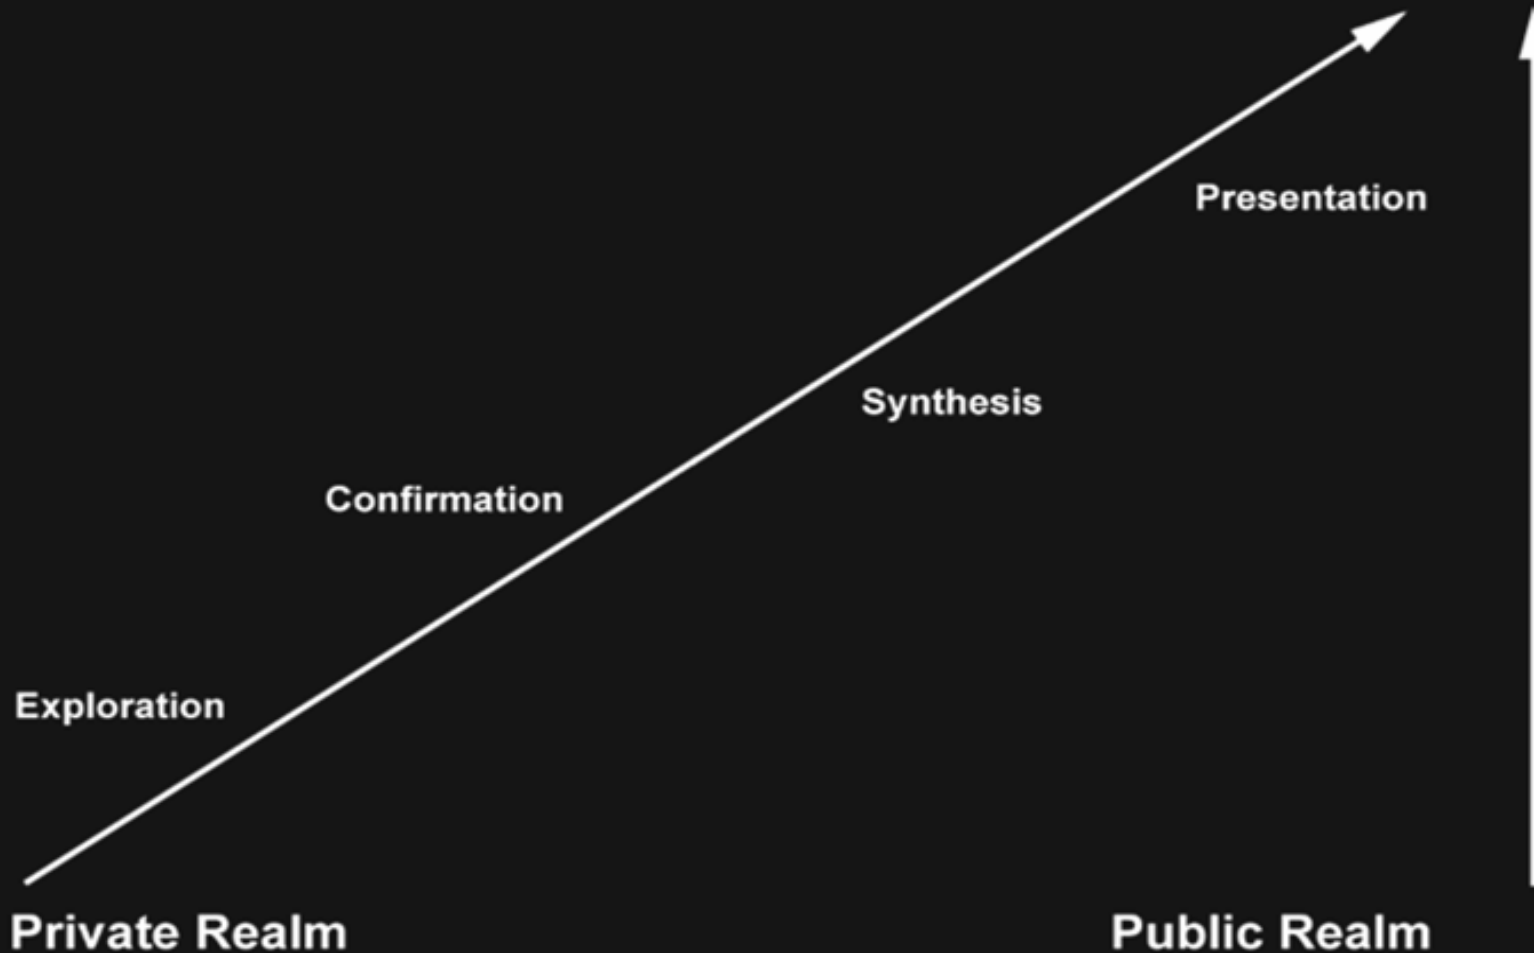 Presentation
Synthesis
Confirmation
Exploration
Private Realm
Public Realm